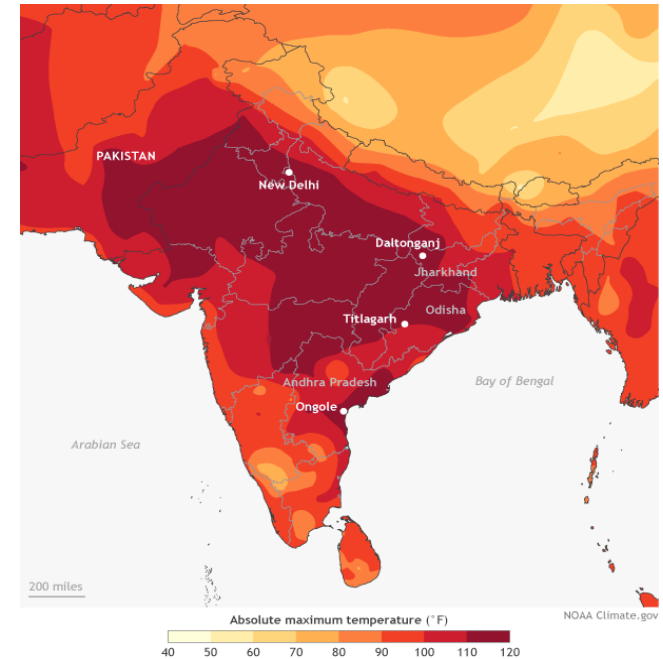 PAKISTAN
New Delhi
Daltonganj
Jharkhand
Odisha
Titlagarh
Andhra Pradesh
Bay of Bengal
Ongole
Arabian Sea
200 miles
NOAA Climate.gov
Absolute maximum temperature (°F)
40 50 60 70 80 90 100 110 120